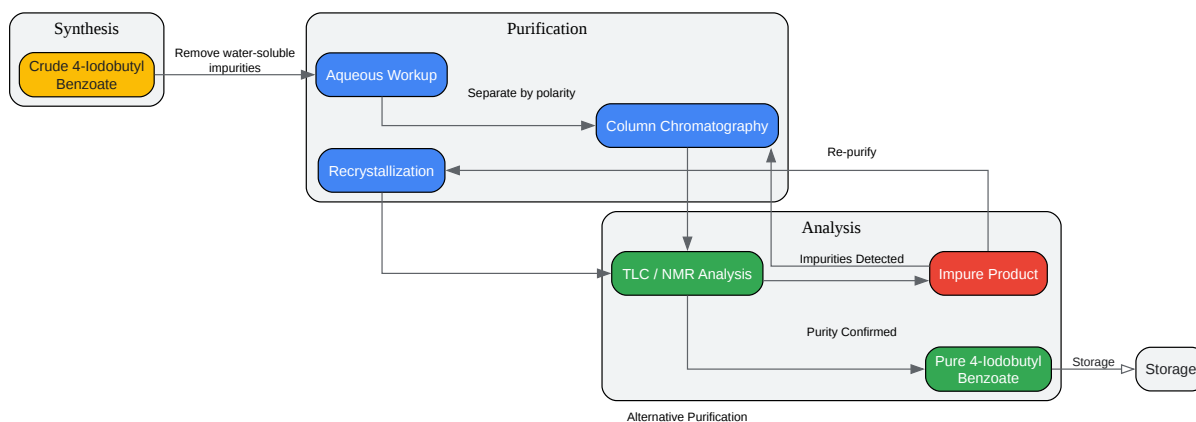 Synthesis
Purification
Crude 4-Iodobutyl
Benzoate
Remove water-soluble
impurities
Aqueous Workup
Separate by polarity
Column Chromatography
Re-purify
Recrystallization
Analysis
TLC / NMR Analysis
Impurities Detected
Impure Product
Purity Confirmed
Pure 4-Iodobutyl
Benzoate
Storage
Storage
Alternative Purification